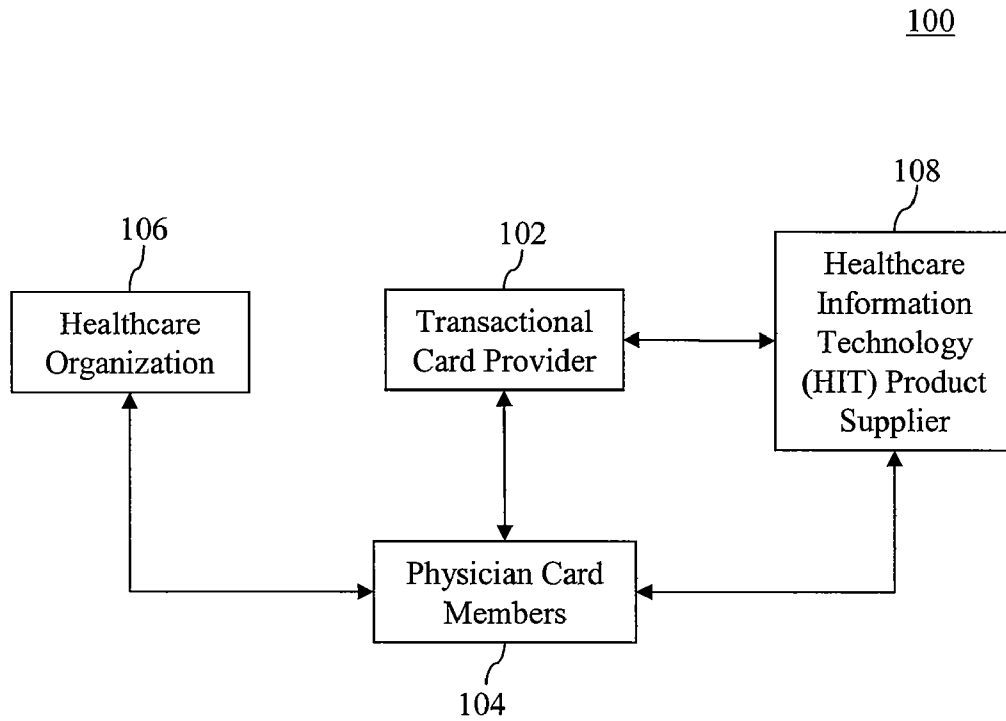 100
108
106
102
Healthcare
Organization
Transactional
Card Provider
Healthcare
Information
Technology
(HIT) Product
Supplier
Physician Card
Members
104